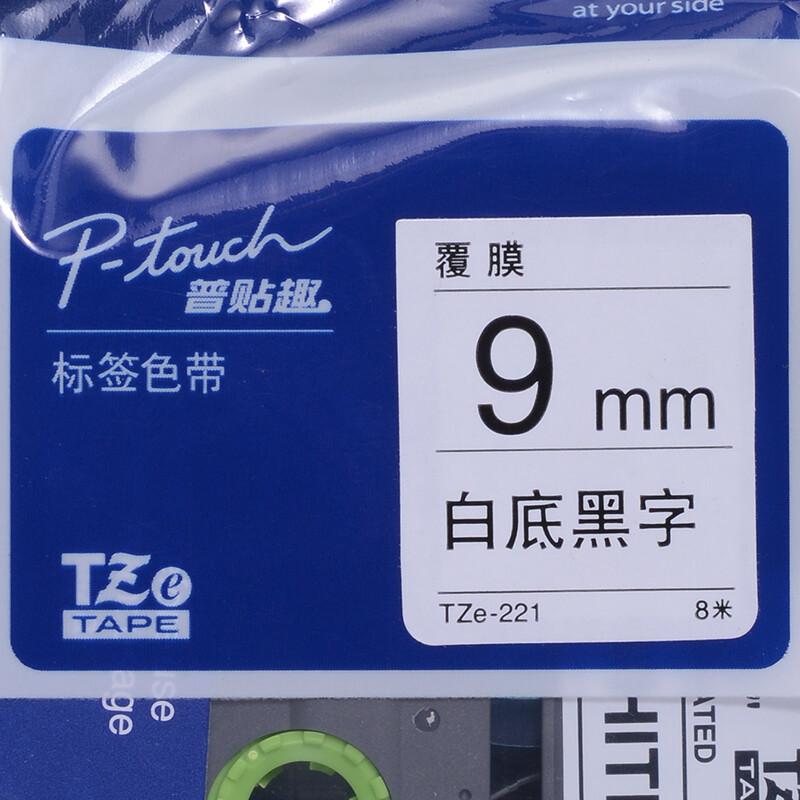 at your side
P-touch
普贴趣
标签色带
覆膜
9 mm
白底黑字
TZe-221
8米
TZe
TAPE